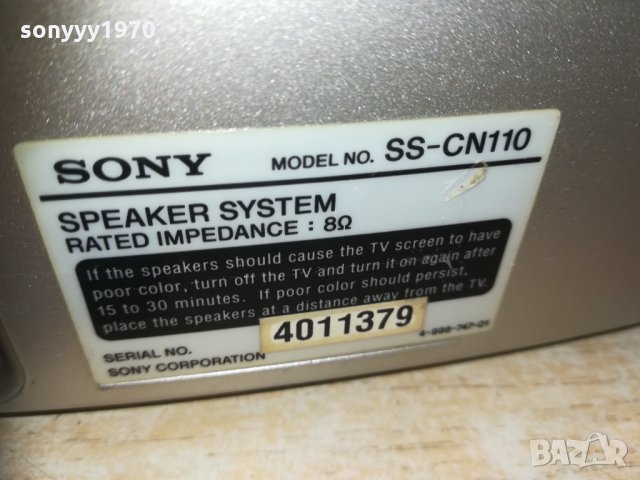 sonyyy1970
SONY MODEL NO. SS-CN110
SPEAKER SYSTEM
RATED IMPEDANCE : 8Ω
If the speakers should cause the TV screen to have
poor color, turn off the TV and turn it on again after
15 to 30 minutes. If poor color should persist,
place the speakers at a distance away from the TV.
4011379
SERIAL NO.
4-998-747-01
SONY CORPORATION
BAZAR